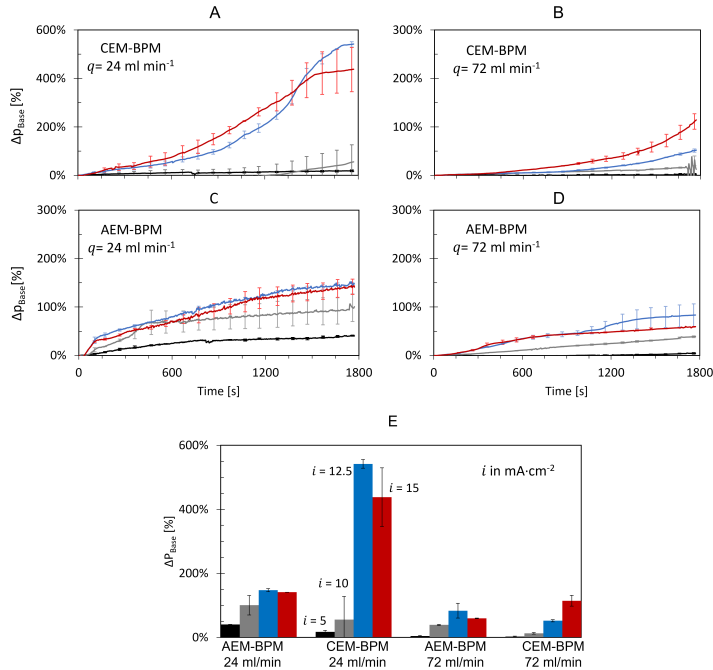 A
B
600%
400%
200%
0%
Δp_Base [%]
CEM-BPM
q= 24 ml min⁻¹
300%
200%
100%
0%
CEM-BPM
q= 72 ml min⁻¹
C
D
300%
200%
100%
0%
Δp_Base [%]
AEM-BPM
q= 24 ml min⁻¹
0
600
1200
1800
Time [s]
300%
200%
100%
0%
AEM-BPM
q= 72 ml min⁻¹
0
600
1200
1800
Time [s]
E
600%
400%
200%
0%
ΔP_Base [%]
i = 12.5
i in mA·cm⁻²
i = 15
i = 10
i = 5
AEM-BPM
24 ml/min
CEM-BPM
24 ml/min
AEM-BPM
72 ml/min
CEM-BPM
72 ml/min